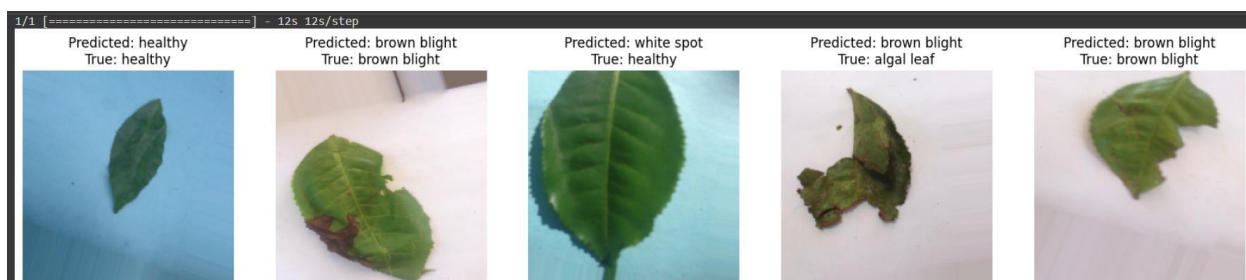 1/1 [==============================] - 12s 12s/step
Predicted: healthy
True: healthy
Predicted: brown blight
True: brown blight
Predicted: white spot
True: healthy
Predicted: brown blight
True: algal leaf
Predicted: brown blight
True: brown blight